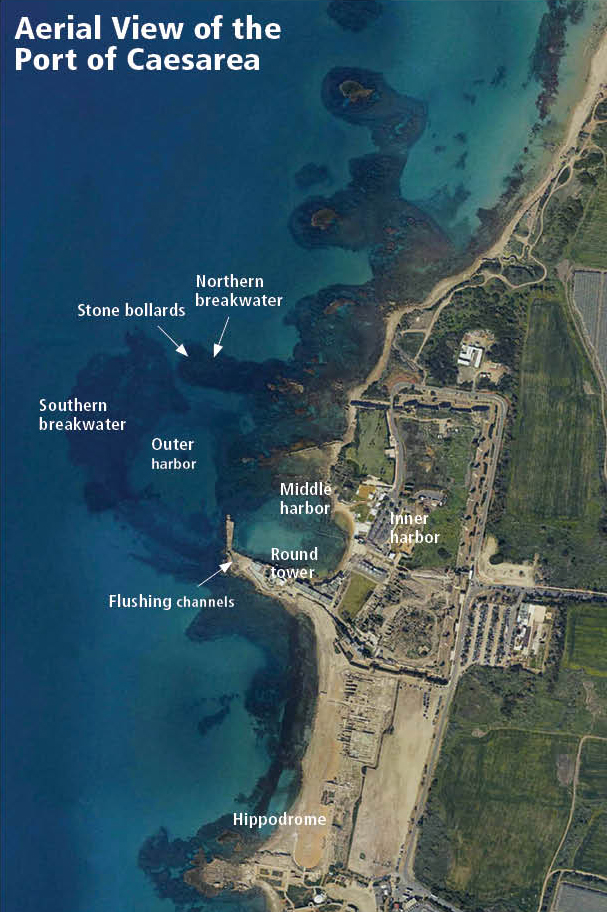 Aerial View of the
Port of Caesarea
Northern
breakwater
Stone bollards
Southern
breakwater
Outer
harbor
Middle
harbor
Inner
harbor
Round
tower
Flushing channels
Hippodrome